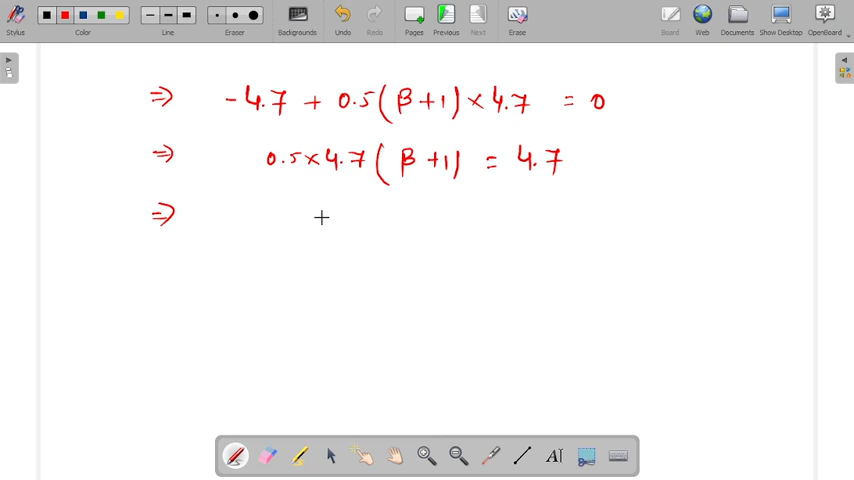 Stylus
Color
Line
Eraser
Backgrounds
Undo
Redo
Pages
Previous
Next
Erase
Board
Web
Documents
Show Desktop
OpenBoard
⇒ -4.7 + 0.5(β+1)×4.7 = 0
⇒ 0.5×4.7(β+1) = 4.7
⇒